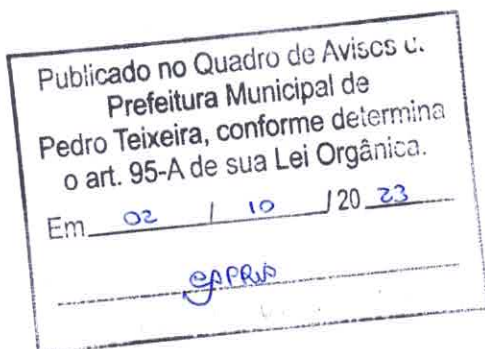 Publicado no Quadro de Avisos da
Prefeitura Municipal de
Pedro Teixeira, conforme determina
o art. 95-A de sua Lei Orgânica.
Em 02 / 10 / 20 23